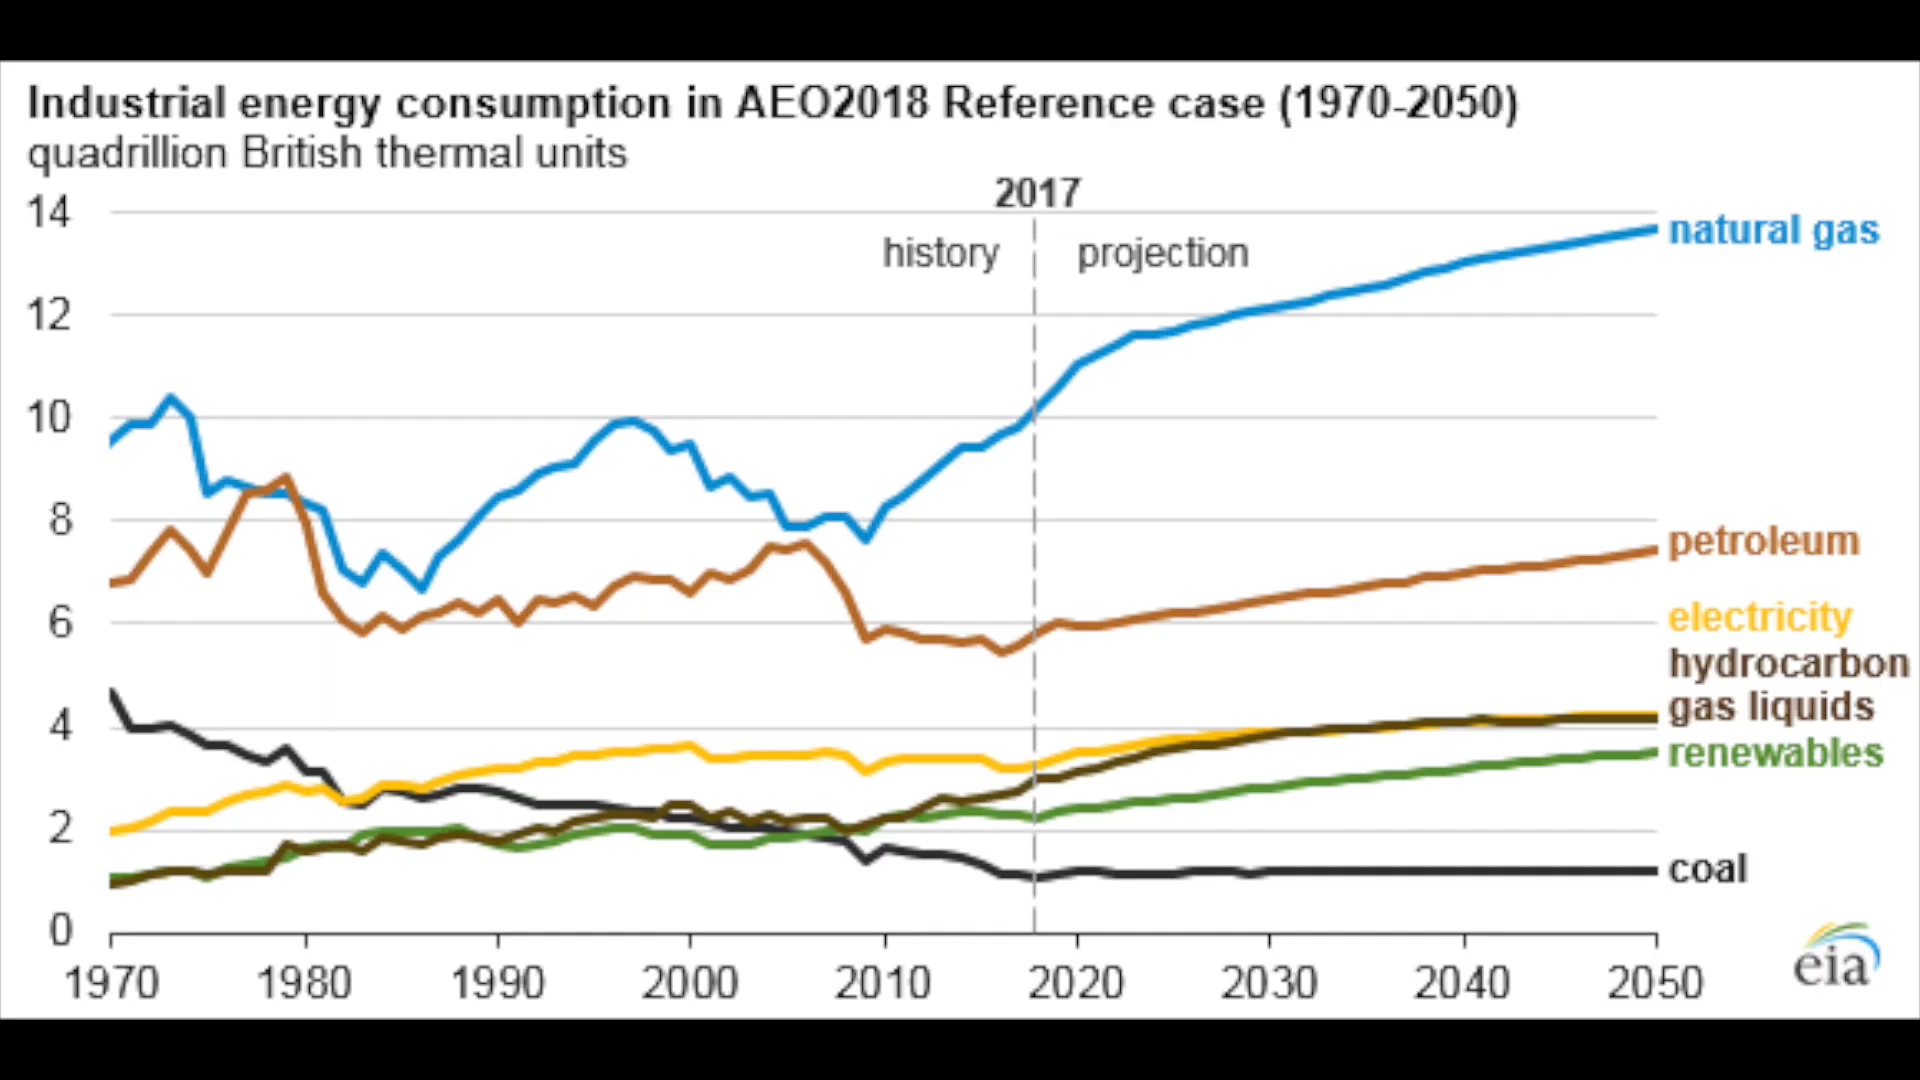 Industrial energy consumption in AEO2018 Reference case (1970-2050)
quadrillion British thermal units
2017
history projection
14
12
10
8
6
4
2
0
natural gas
petroleum
electricity
hydrocarbon
gas liquids
renewables
coal
1970 1980 1990 2000 2010 2020 2030 2040 2050
eia